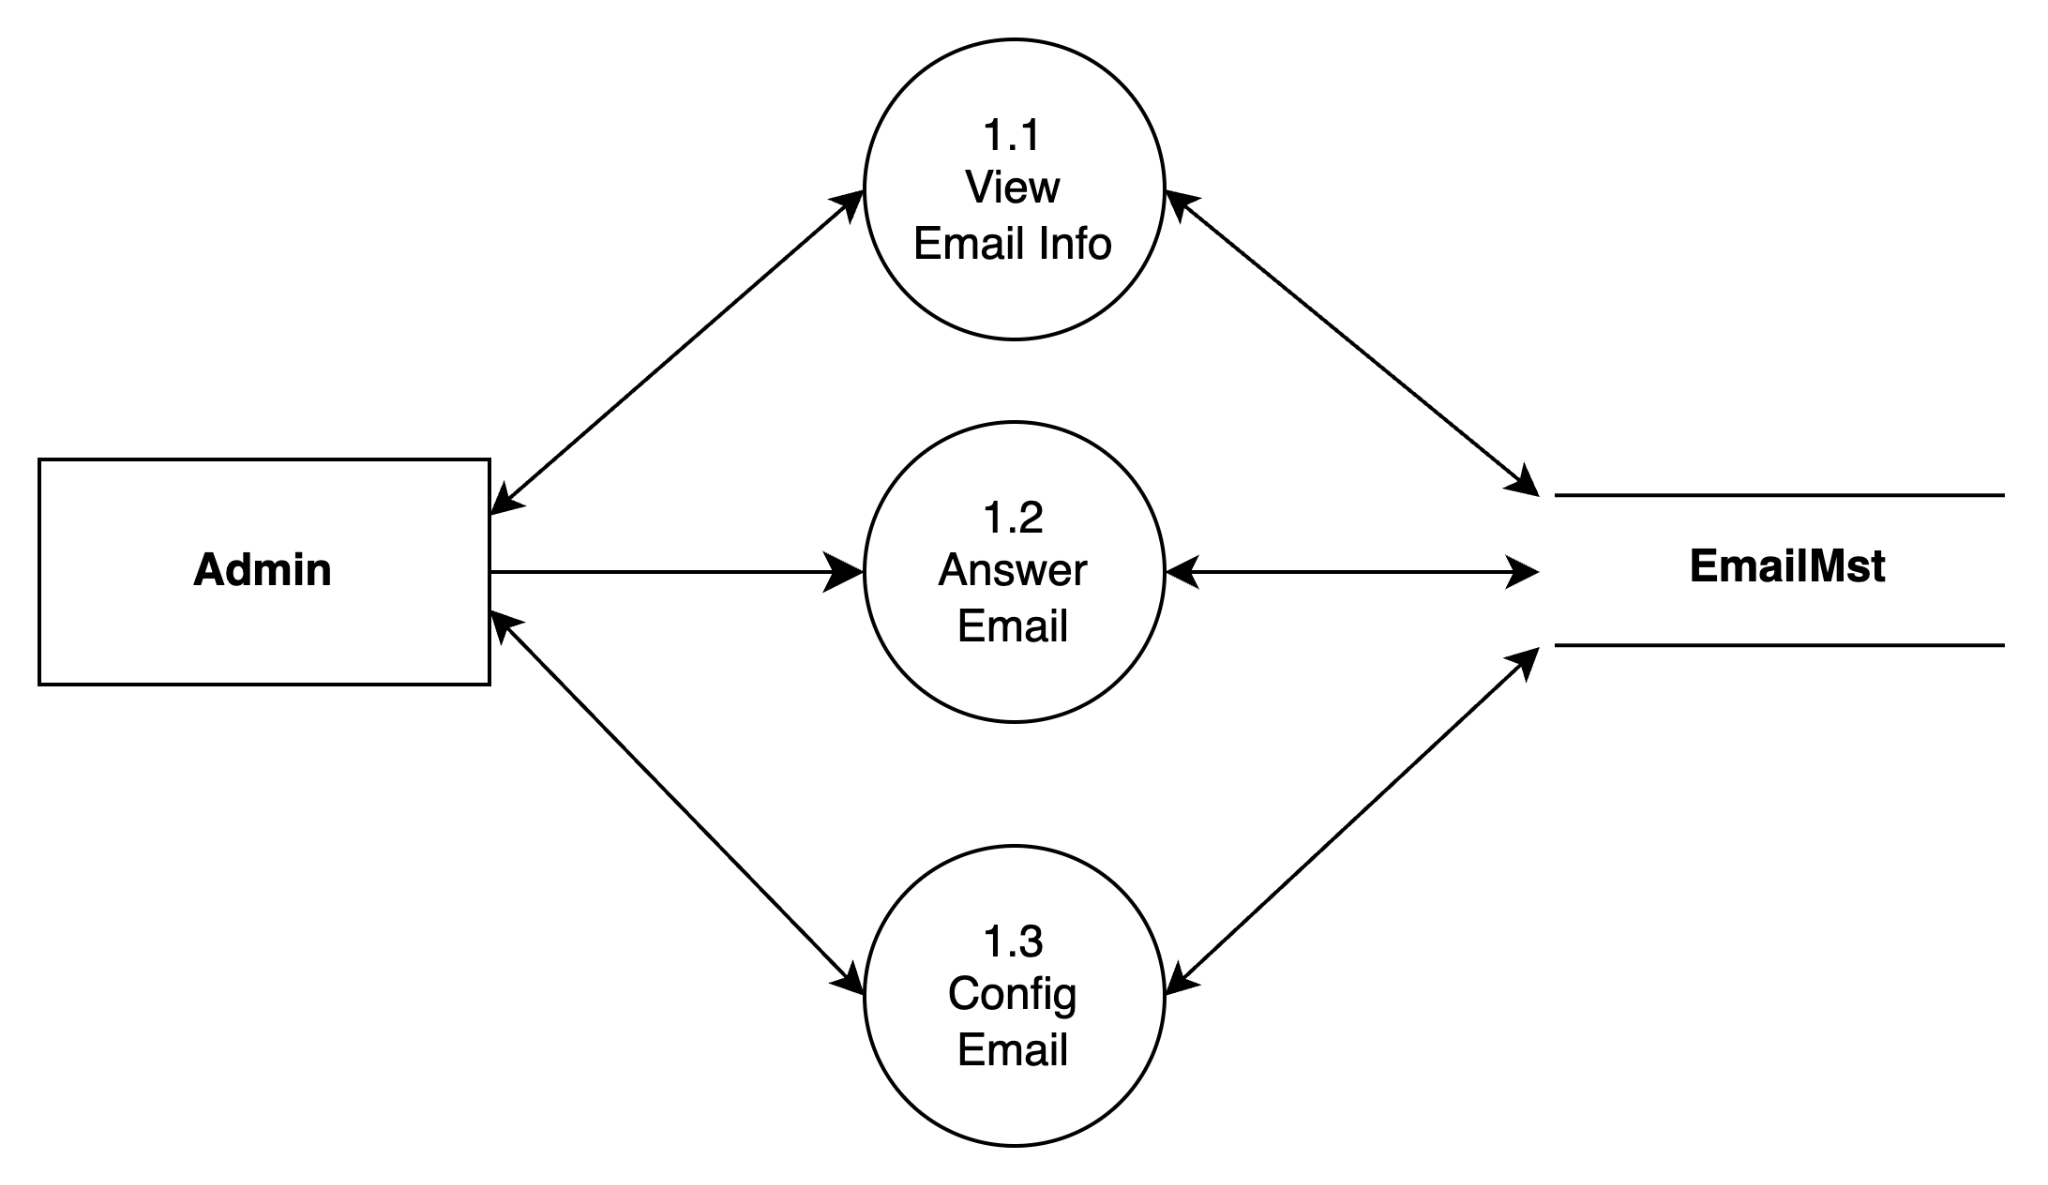 1.1
View
Email Info
Admin
1.2
Answer
Email
EmailMst
1.3
Config
Email